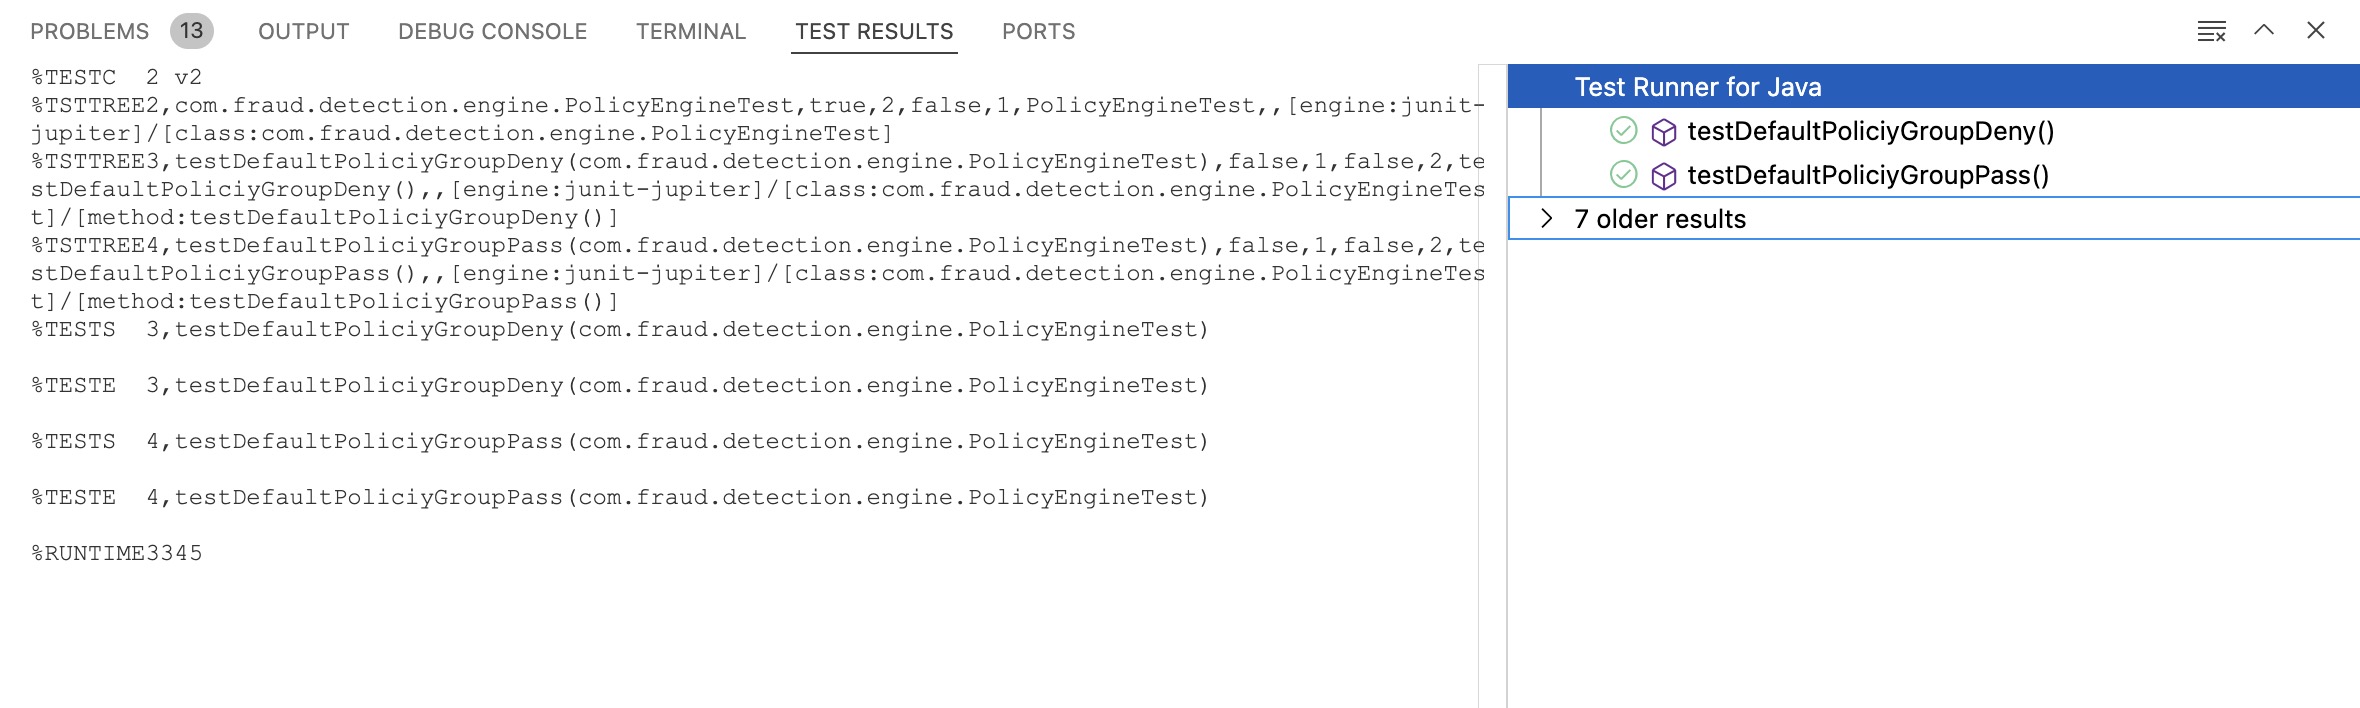 PROBLEMS 13 OUTPUT DEBUG CONSOLE TERMINAL TEST RESULTS PORTS
%TESTC  2 v2
%TSTTREE2,com.fraud.detection.engine.PolicyEngineTest,true,2,false,1,PolicyEngineTest,,[engine:junit-
jupiter]/[class:com.fraud.detection.engine.PolicyEngineTest]
%TSTTREE3,testDefaultPoliciyGroupDeny(com.fraud.detection.engine.PolicyEngineTest),false,1,false,2,te
stDefaultPoliciyGroupDeny(),,[engine:junit-jupiter]/[class:com.fraud.detection.engine.PolicyEngineTes
t]/[method:testDefaultPoliciyGroupDeny()]
%TSTTREE4,testDefaultPoliciyGroupPass(com.fraud.detection.engine.PolicyEngineTest),false,1,false,2,te
stDefaultPoliciyGroupPass(),,[engine:junit-jupiter]/[class:com.fraud.detection.engine.PolicyEngineTes
t]/[method:testDefaultPoliciyGroupPass()]
%TESTS  3,testDefaultPoliciyGroupDeny(com.fraud.detection.engine.PolicyEngineTest)
%TESTE  3,testDefaultPoliciyGroupDeny(com.fraud.detection.engine.PolicyEngineTest)
%TESTS  4,testDefaultPoliciyGroupPass(com.fraud.detection.engine.PolicyEngineTest)
%TESTE  4,testDefaultPoliciyGroupPass(com.fraud.detection.engine.PolicyEngineTest)
%RUNTIME3345
Test Runner for Java
testDefaultPoliciyGroupDeny()
testDefaultPoliciyGroupPass()
7 older results